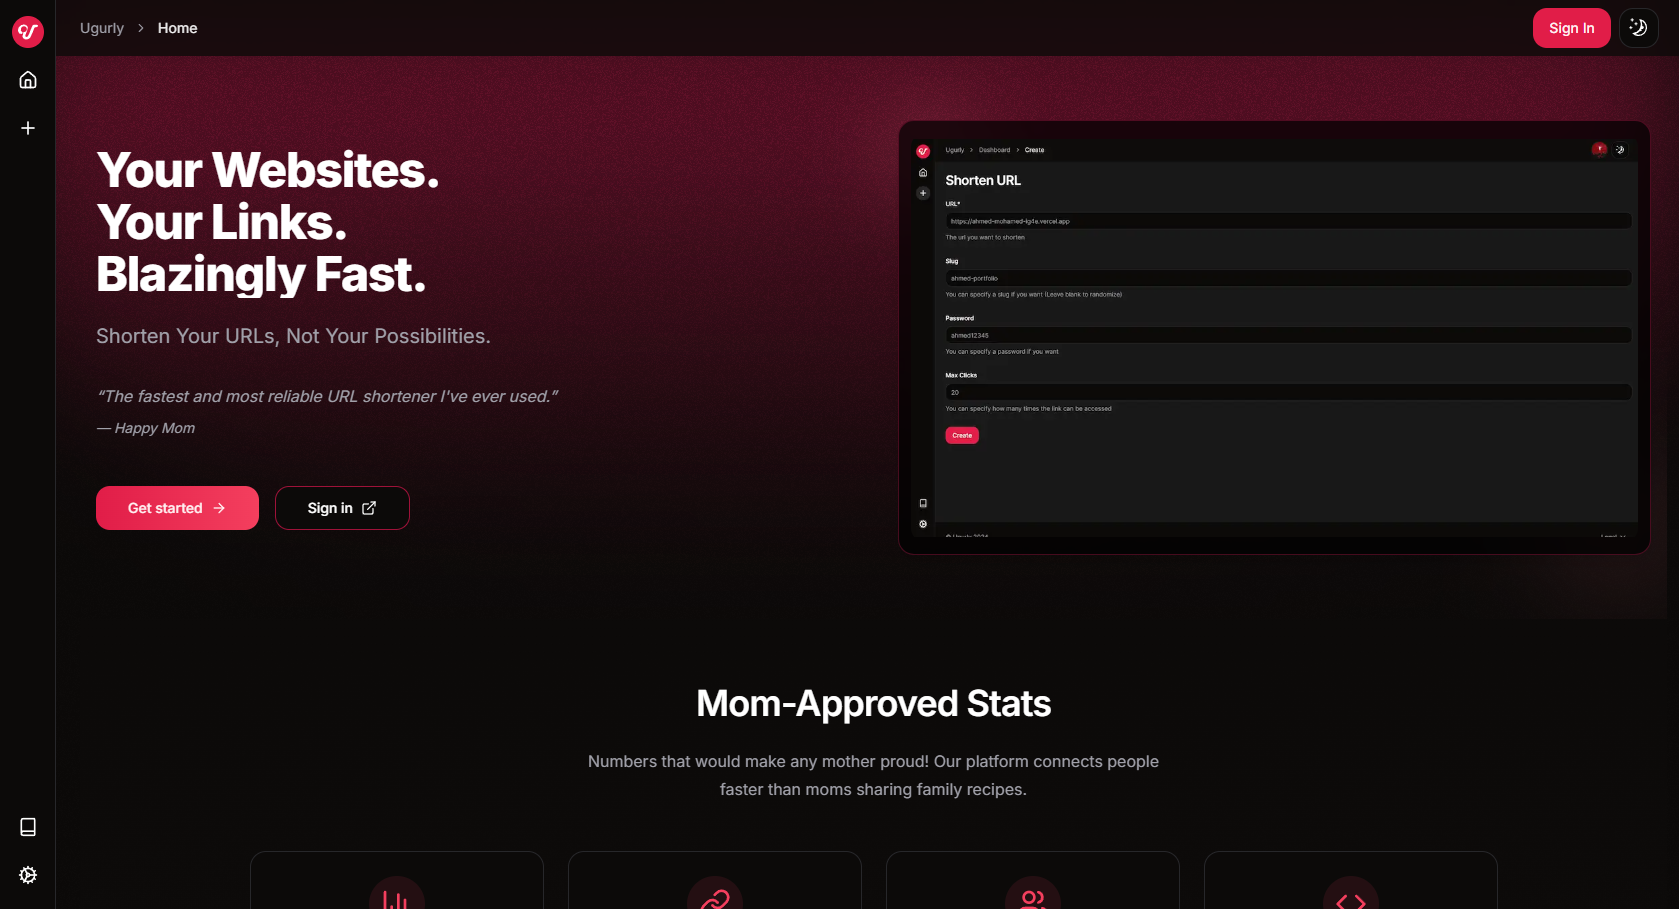 Ugurly > Home
Sign In
Your Websites.
Your Links.
Blazingly Fast.
Shorten Your URLs, Not Your Possibilities.
“The fastest and most reliable URL shortener I've ever used.”
— Happy Mom
Get started
Sign in
Ugurly > Dashboard > Create
Shorten URL
URL*
https://ahmed-mohamed-lg4e.vercel.app
The url you want to shorten
Slug
ahmed-portfolio
You can specify a slug if you want (Leave blank to randomize)
Password
ahmed12345
You can specify a password if you want
Max Clicks
20
You can specify how many times the link can be accessed
Create
© Ugurly 2024
Legal
Mom-Approved Stats
Numbers that would make any mother proud! Our platform connects people
faster than moms sharing family recipes.